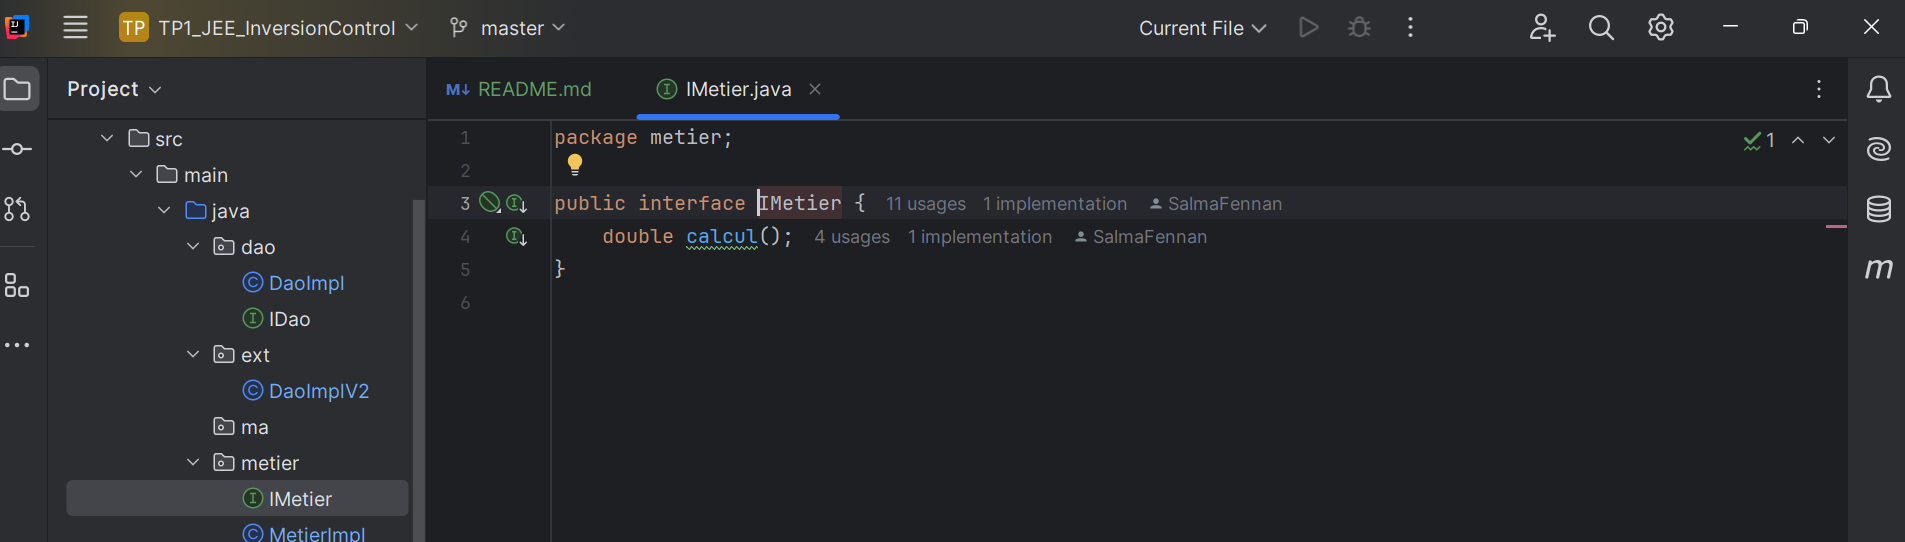 TP TP1_JEE_InversionControl master Current File
Project
src
main
java
dao
DaoImpl
IDao
ext
DaoImplV2
ma
metier
IMetier
MetierImpl
M↓ README.md IMetier.java
1 package metier;
2
3 public interface IMetier { 11 usages 1 implementation SalmaFennan
4 double calcul(); 4 usages 1 implementation SalmaFennan
5 }
6
1
m